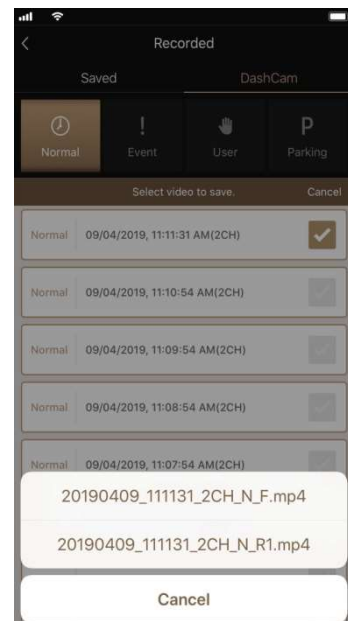 Recorded
Saved DashCam
Normal Event User P Parking
Select video to save. Cancel
Normal 09/04/2019, 11:11:31 AM(2CH)
Normal 09/04/2019, 11:10:54 AM(2CH)
Normal 09/04/2019, 11:09:54 AM(2CH)
Normal 09/04/2019, 11:08:54 AM(2CH)
Normal 09/04/2019, 11:07:54 AM(2CH)
20190409_111131_2CH_N_F.mp4
20190409_111131_2CH_N_R1.mp4
Cancel